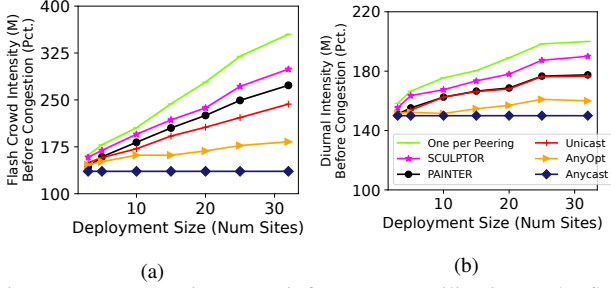 Flash Crowd Intensity (M)
Before Congestion (Pct.)
400
325
250
175
100
10
20
30
Deployment Size (Num Sites)
(a)
Diurnal Intensity (M)
Before Congestion (Pct.)
220
180
140
100
One per Peering
SCULPTOR
PAINTER
Unicast
AnyOpt
Anycast
10
20
30
Deployment Size (Num Sites)
(b)